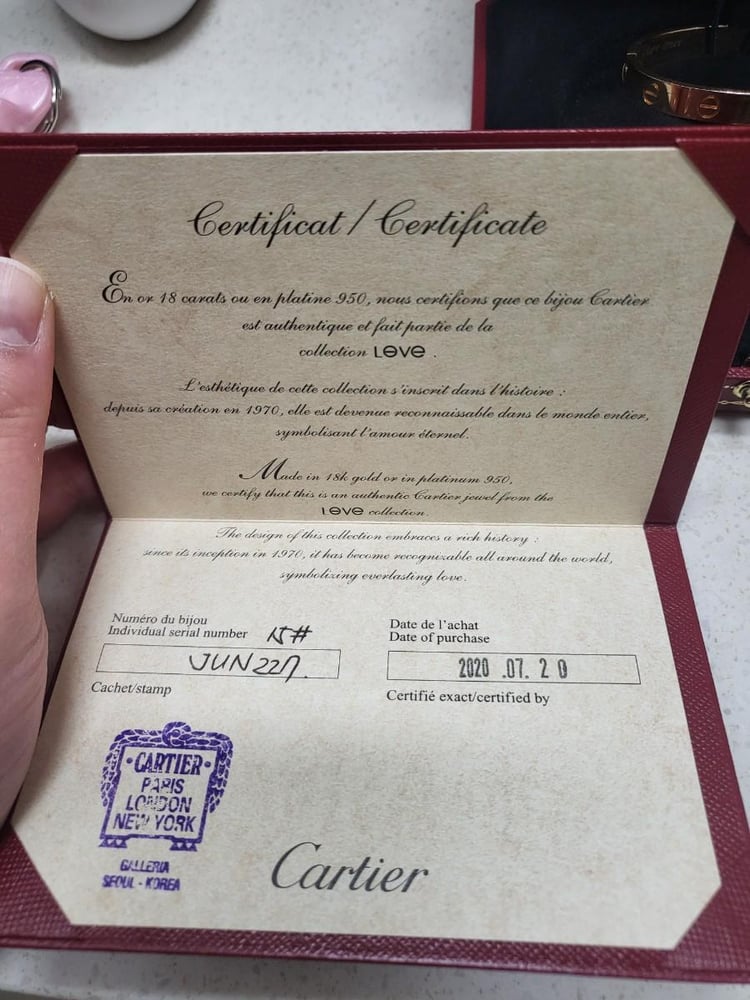 Certificat / Certificate
En or 18 carats ou en platine 950, nous certifions que ce bijou Cartier
est authentique et fait partie de la
collection LOVE .
L'esthétique de cette collection s'inscrit dans l'histoire :
depuis sa création en 1970, elle est devenue reconnaissable dans le monde entier,
symbolisant l'amour éternel.
Made in 18k gold or in platinum 950,
we certify that this is an authentic Cartier jewel from the
LOVE collection.
The design of this collection embraces a rich history :
since its inception in 1970, it has become recognizable all around the world,
symbolizing everlasting love.
Numéro du bijou
Individual serial number
15#
JUN227.
Cachet/stamp
Date de l'achat
Date of purchase
2020 .07. 20
Certifié exact/certified by
CARTIER
PARIS
LONDON
NEW YORK
GALLERIA
SEOUL - KOREA
Cartier